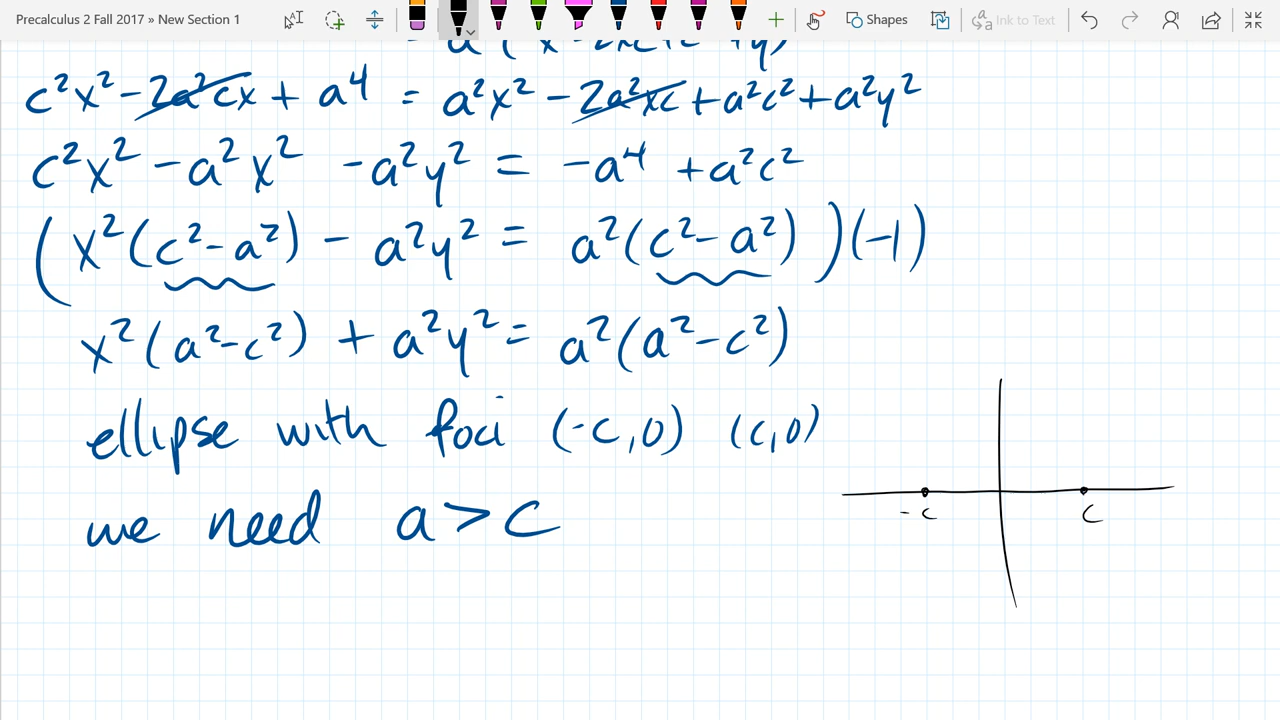 Precalculus 2 Fall 2017 » New Section 1
Shapes
Ink to Text
c²x² - 2a²cx + a⁴ = a²x² - 2a²xc + a²c² + a²y²
c²x² - a²x² - a²y² = -a⁴ + a²c²
(x²(c² - a²) - a²y² = a²(c² - a²))(-1)
x²(a² - c²) + a²y² = a²(a² - c²)
ellipse with foci (-c,0) (c,0)
we need a > c
-c
c